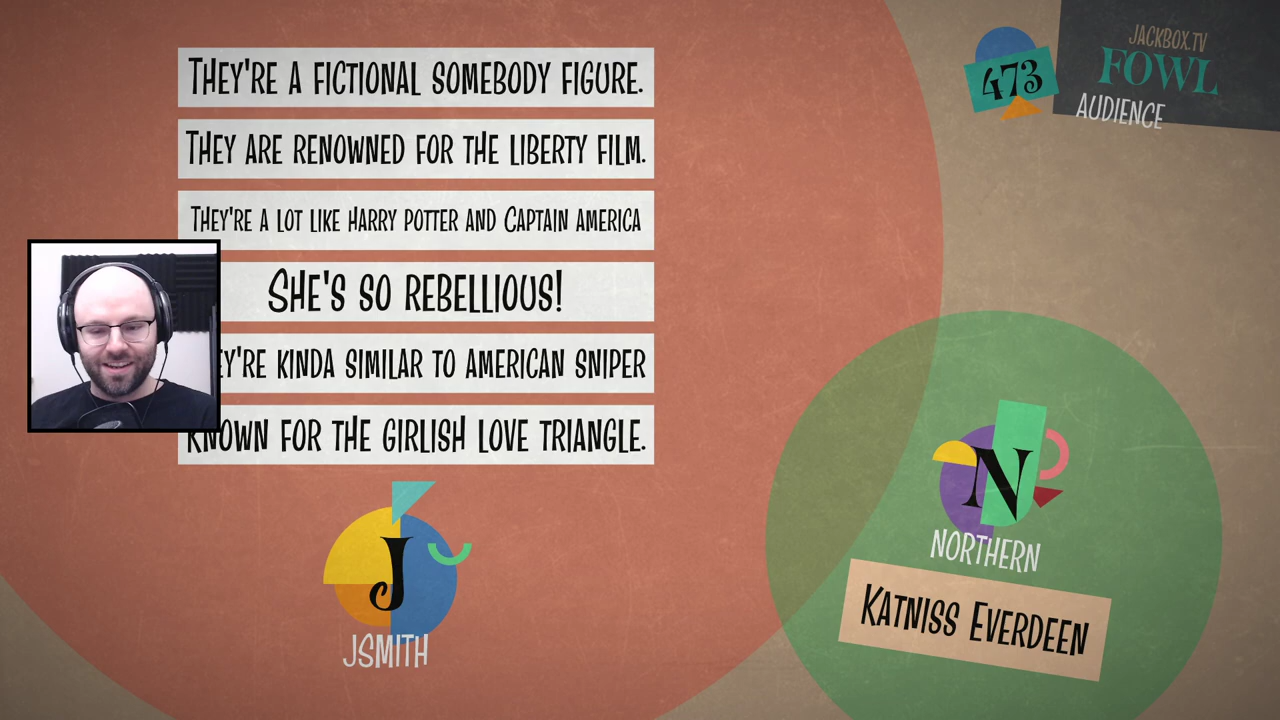 They're a fictional somebody figure.
They are renowned for the liberty film.
They're a lot like Harry Potter and Captain America
She's so rebellious!
ey're kinda similar to American Sniper
Known for the girlish love triangle.
J
JSMITH
473
JACKBOX.TV
FOWL
AUDIENCE
N
NORTHERN
Katniss Everdeen